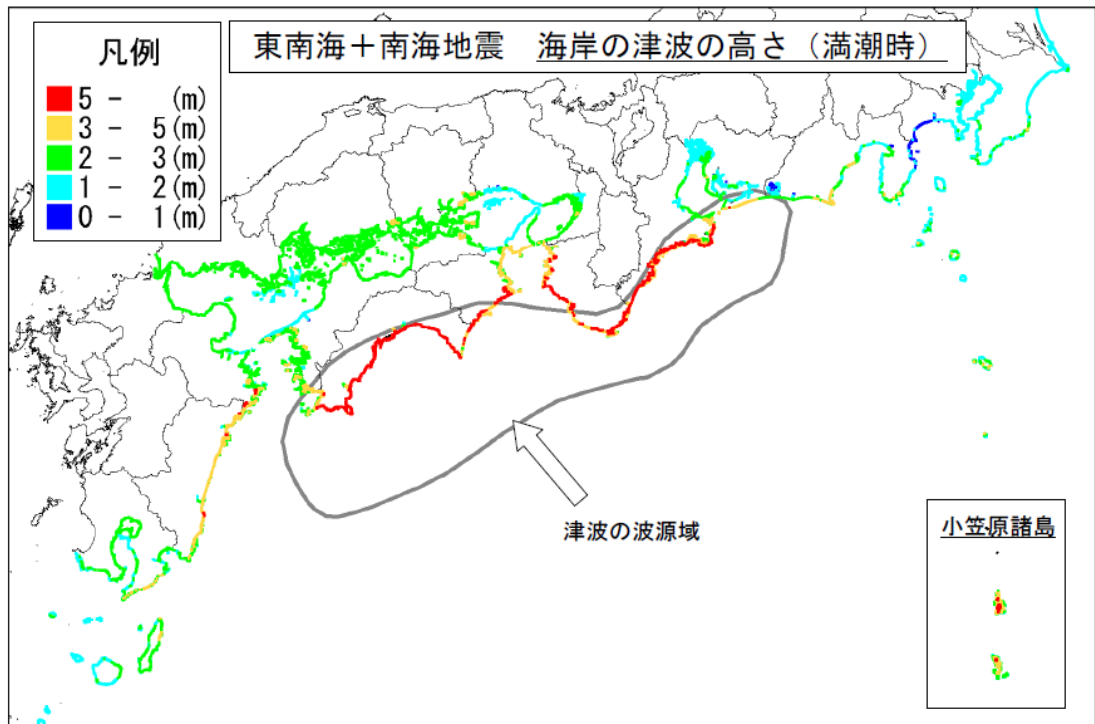 東南海＋南海地震　海岸の津波の高さ（満潮時）
凡例
5 －　　(m)
3 －　5(m)
2 －　3(m)
1 －　2(m)
0 －　1(m)
津波の波源域
小笠原諸島